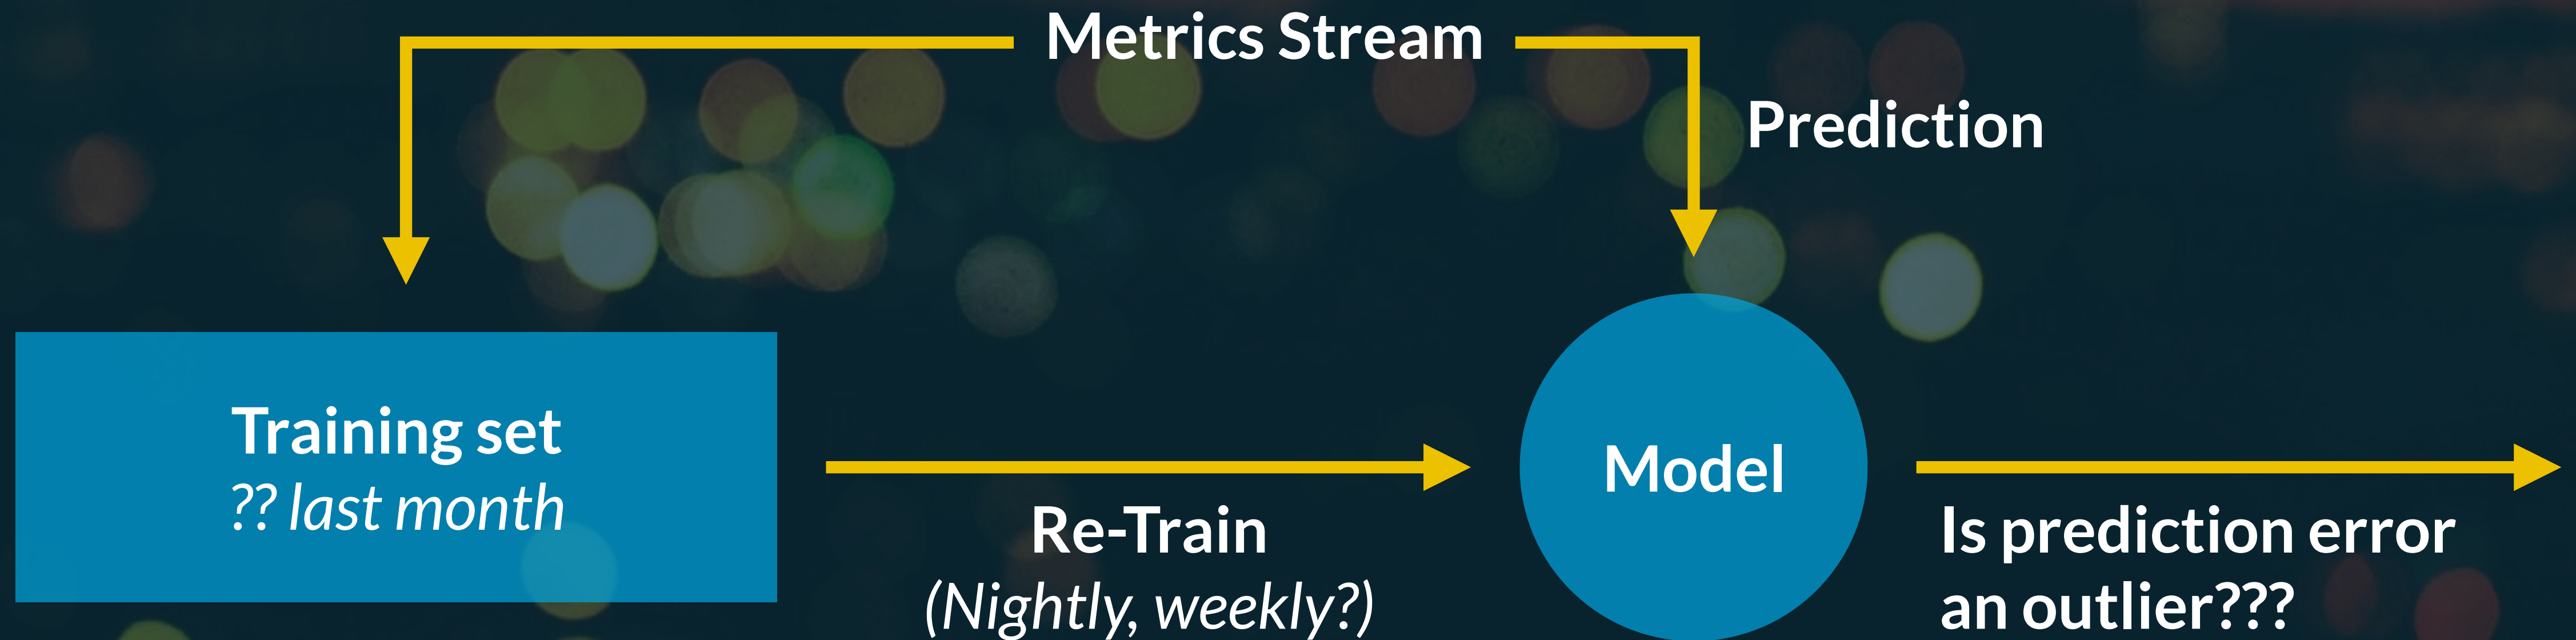 Metrics Stream
Prediction
Training set
?? last month
Re-Train
(Nightly, weekly?)
Model
Is prediction error
an outlier???